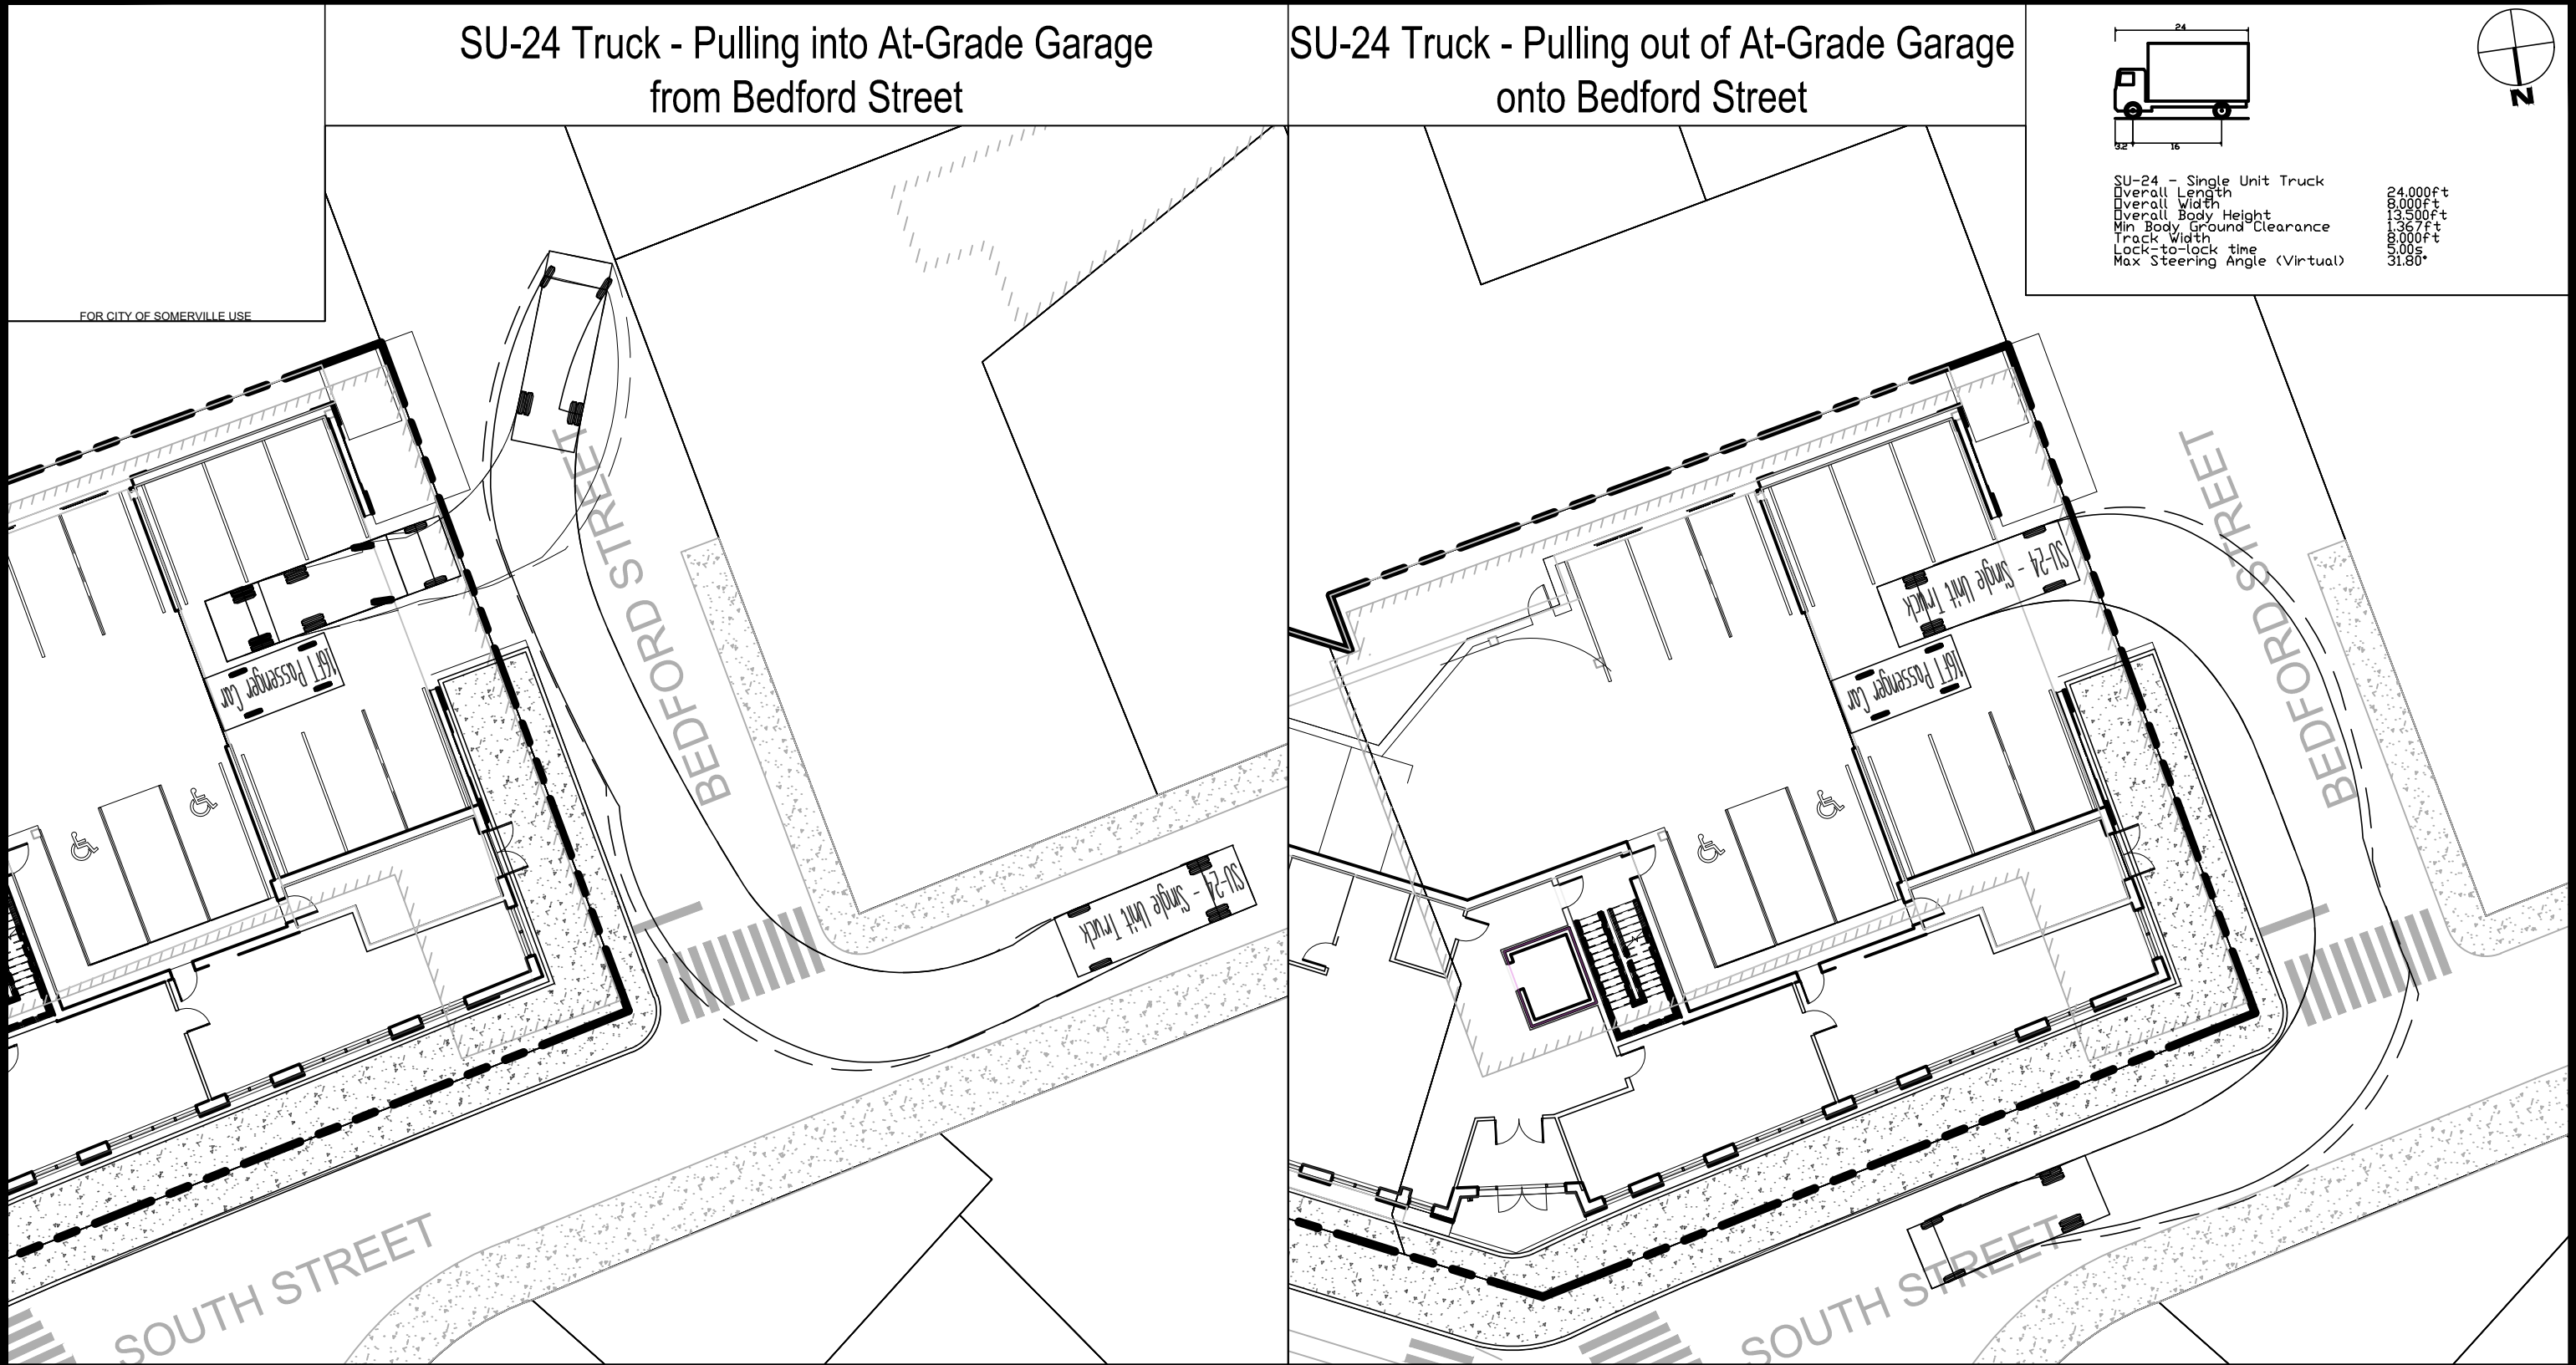 SU-24 Truck - Pulling into At-Grade Garage
from Bedford Street
SU-24 Truck - Pulling out of At-Grade Garage
onto Bedford Street
24
3.2
16
N
SU-24 - Single Unit Truck
Overall Length 24.000ft
Overall Width 8.000ft
Overall Body Height 13.500ft
Min Body Ground Clearance 1.367ft
Track Width 8.000ft
Lock-to-lock time 5.00s
Max Steering Angle (Virtual) 31.80°
FOR CITY OF SOMERVILLE USE
BEDFORD STREET
16FT Passenger Car
SU-24 - Single Unit Truck
SOUTH STREET
BEDFORD STREET
SU-24 - Single Unit Truck
16FT Passenger Car
SOUTH STREET